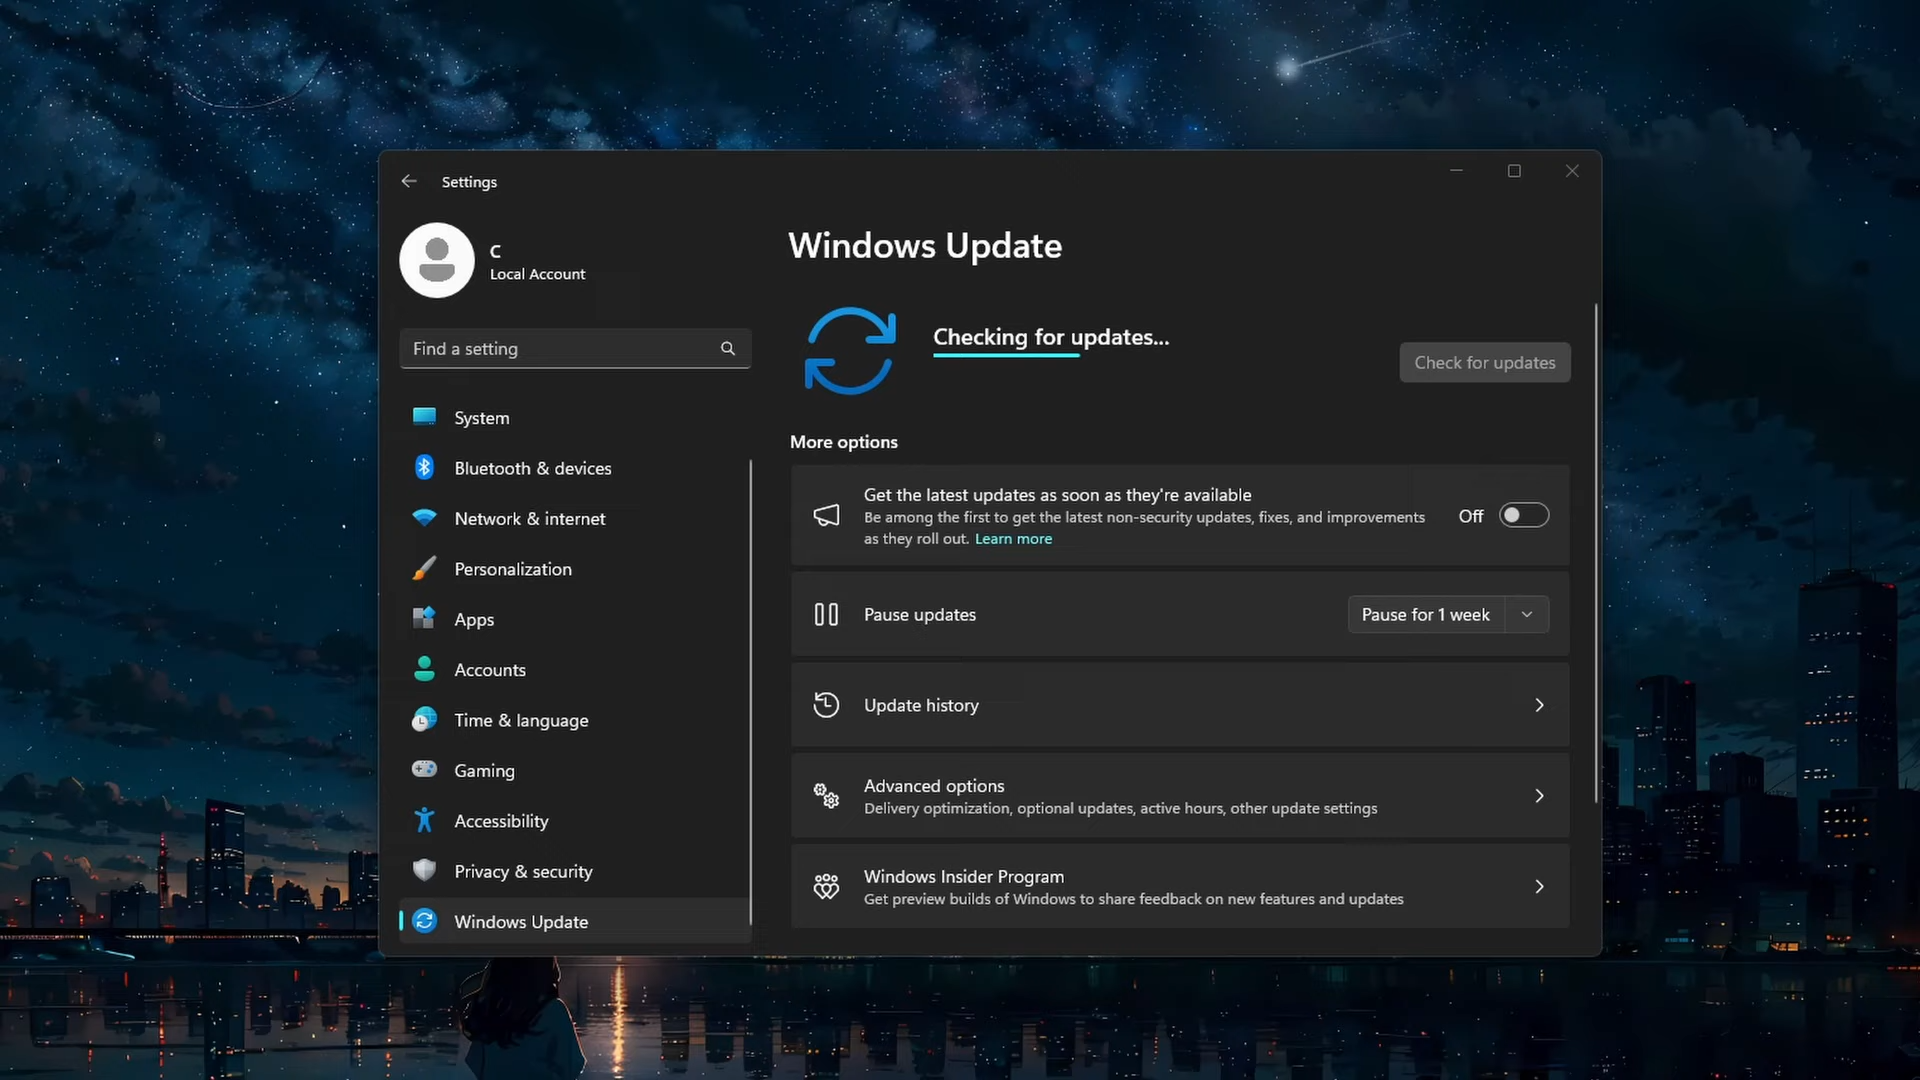 Settings
C
Local Account
Find a setting
System
Bluetooth & devices
Network & internet
Personalization
Apps
Accounts
Time & language
Gaming
Accessibility
Privacy & security
Windows Update
Windows Update
Checking for updates...
Check for updates
More options
Get the latest updates as soon as they're available
Be among the first to get the latest non-security updates, fixes, and improvements
as they roll out. Learn more
Off
Pause updates
Pause for 1 week
Update history
Advanced options
Delivery optimization, optional updates, active hours, other update settings
Windows Insider Program
Get preview builds of Windows to share feedback on new features and updates